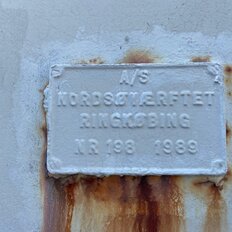 A/S
NORDSØVÆRFTET
RINGKØBING
NR 198 1989